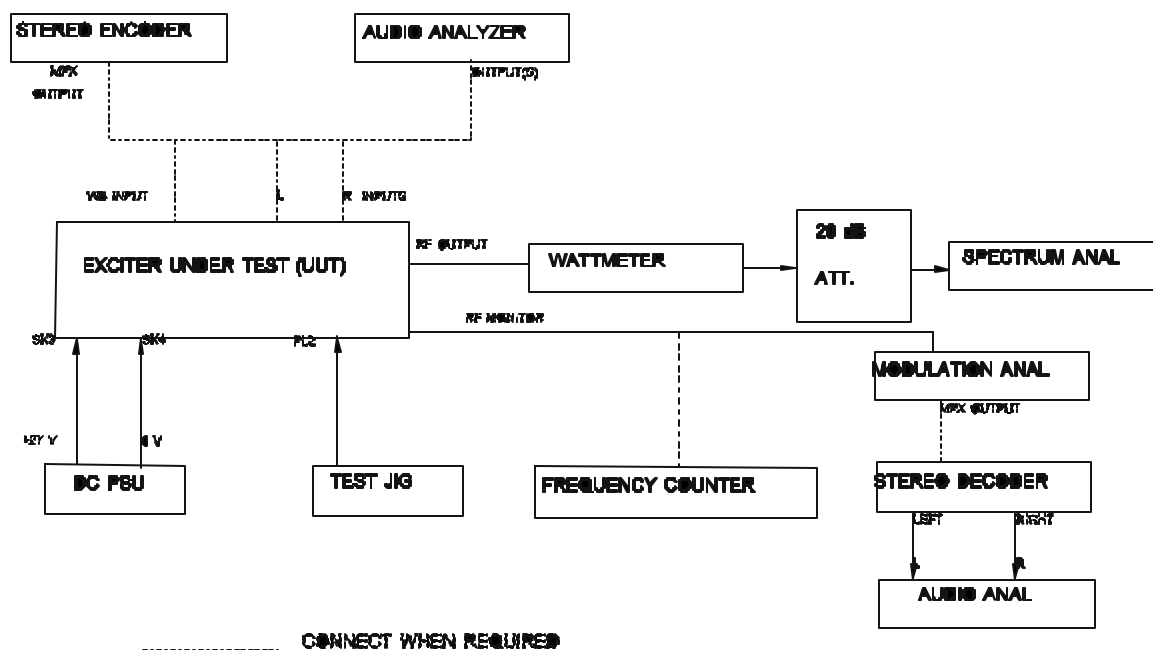 STEREO ENCODER
AUDIO ANALYZER
MPX
OUTPUT
OUTPUT(S)
INPUT
L
R INPUTS
EXCITER UNDER TEST (UUT)
RF OUTPUT
WATTMETER
20 dB
ATT.
SPECTRUM ANAL
RF MONITOR
SK4
PL2
MODULATION ANAL
MPX OUTPUT
0 V
DC PSU
TEST JIG
FREQUENCY COUNTER
STEREO DECODER
LEFT
RIGHT
L
R
AUDIO ANAL
CONNECT WHEN REQUIRED